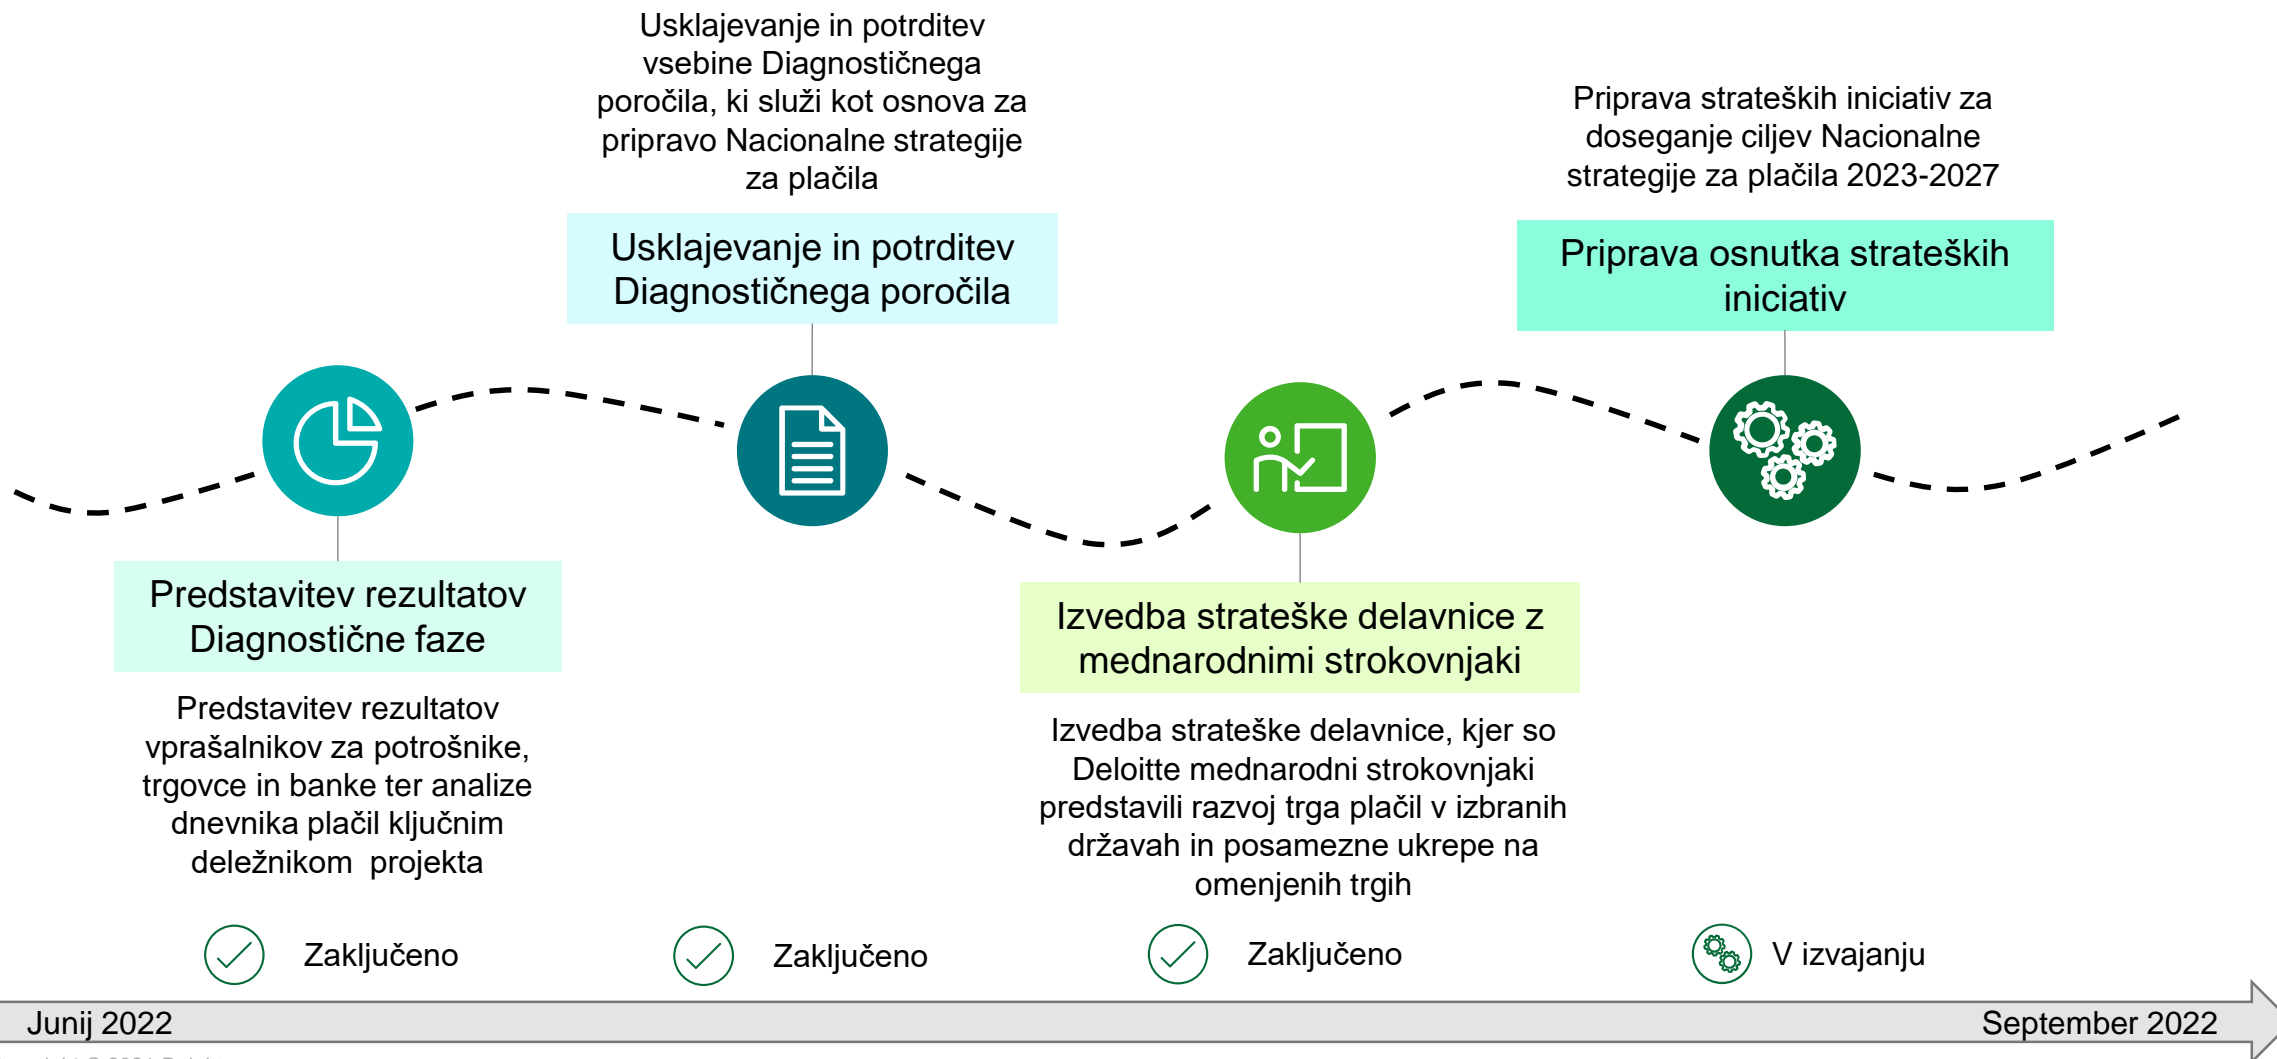 Usklajevanje in potrditev
vsebine Diagnostičnega
poročila, ki služi kot osnova za
pripravo Nacionalne strategije
za plačila
Priprava strateških iniciativ za
doseganje ciljev Nacionalne
strategije za plačila 2023-2027
Usklajevanje in potrditev
Diagnostičnega poročila
Priprava osnutka strateških
iniciativ
Predstavitev rezultatov
Diagnostične faze
Predstavitev rezultatov
vprašalnikov za potrošnike,
trgovce in banke ter analize
dnevnika plačil ključnim
deležnikom  projekta
Izvedba strateške delavnice z
mednarodnimi strokovnjaki
Izvedba strateške delavnice, kjer so
Deloitte mednarodni strokovnjaki
predstavili razvoj trga plačil v izbranih
državah in posamezne ukrepe na
omenjenih trgih
Zaključeno
Zaključeno
Zaključeno
V izvajanju
Junij 2022
September 2022